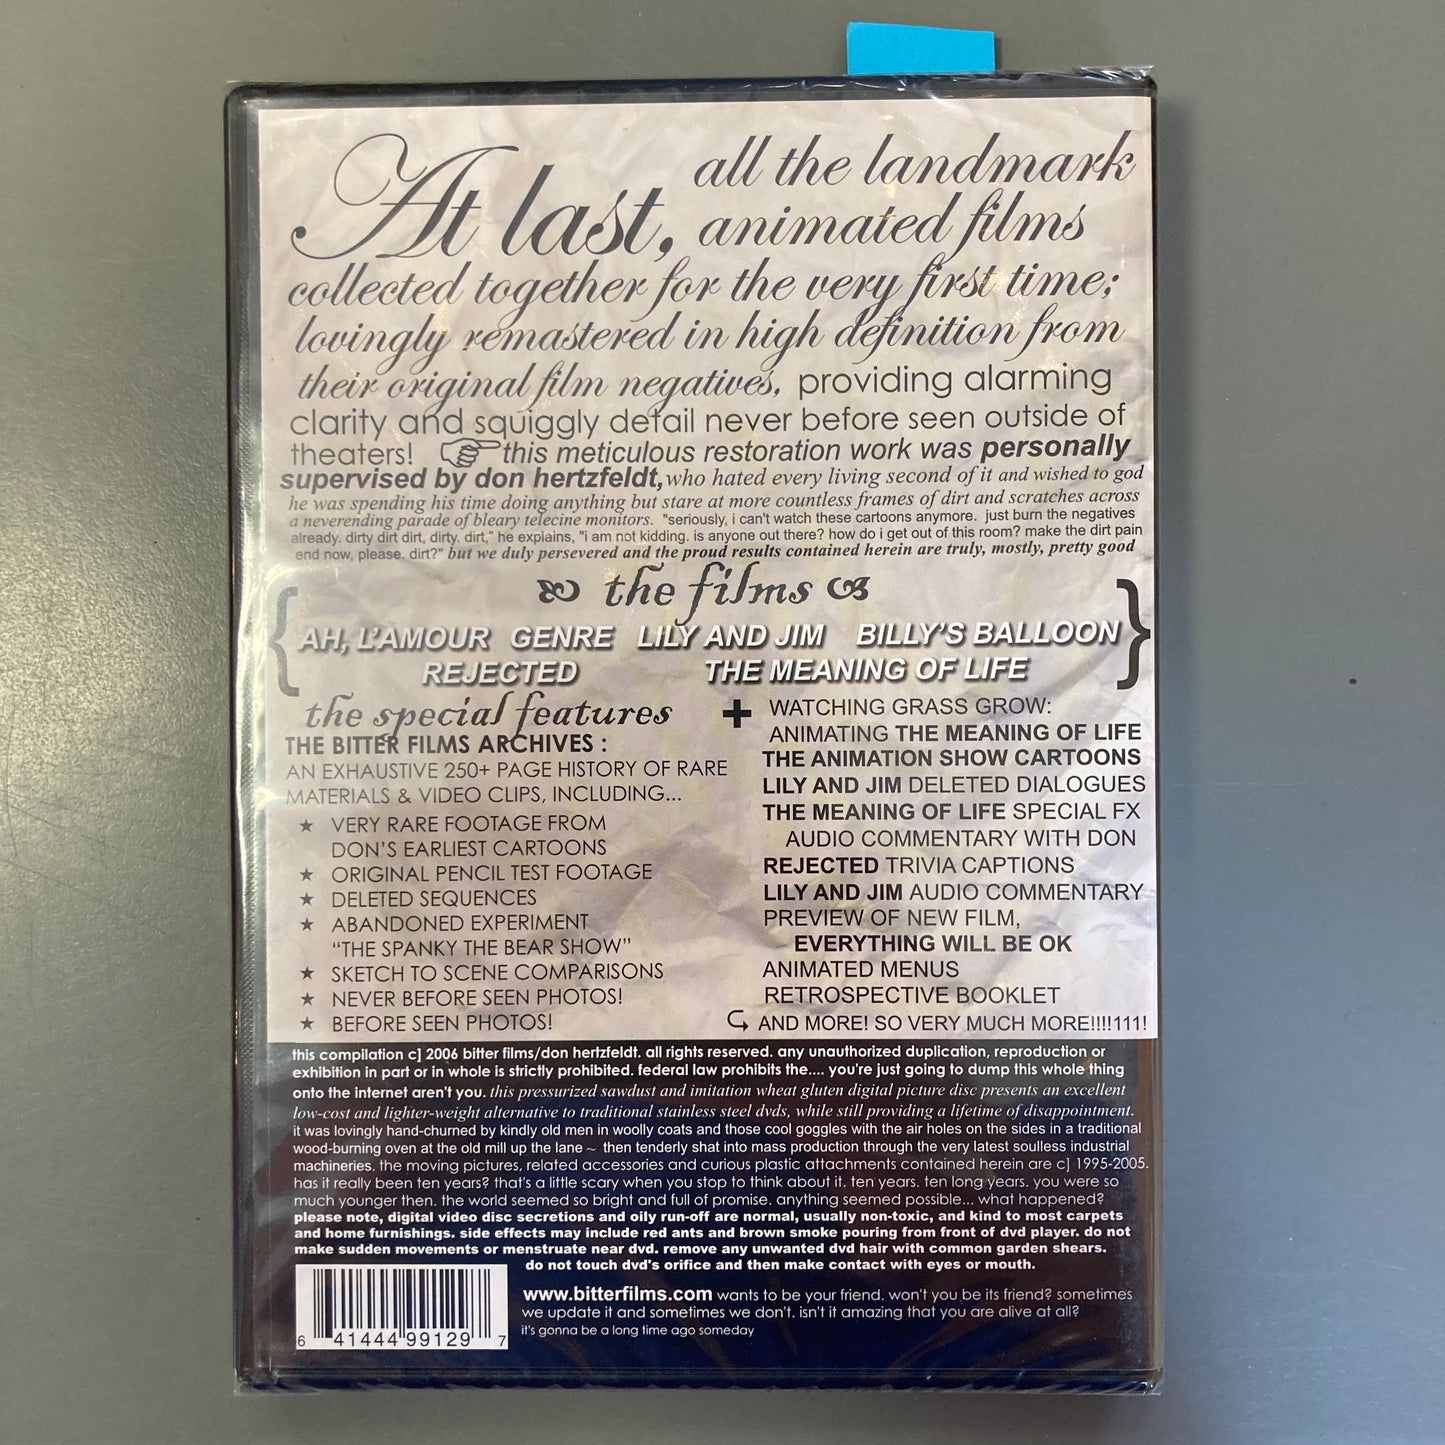 At last, all the landmark
animated films
collected together for the very first time;
lovingly remastered in high definition from
their original film negatives, providing alarming
clarity and squiggly detail never before seen outside of
theaters! this meticulous restoration work was personally
supervised by don hertzfeldt, who hated every living second of it and wished to god
he was spending his time doing anything but stare at more countless frames of dirt and scratches across
a neverending parade of bleary telecine monitors. "seriously, i can't watch these cartoons anymore. just burn the negatives
already. dirty dirt dirt, dirty. dirt," he explains, "i am not kidding. is anyone out there? how do i get out of this room? make the dirt pain
end now, please. dirt?" but we duly persevered and the proud results contained herein are truly, mostly, pretty good
the films
{ AH, L'AMOUR GENRE LILY AND JIM BILLY'S BALLOON }
REJECTED THE MEANING OF LIFE
the special features
THE BITTER FILMS ARCHIVES :
AN EXHAUSTIVE 250+ PAGE HISTORY OF RARE
MATERIALS & VIDEO CLIPS, INCLUDING...
★ VERY RARE FOOTAGE FROM
DON'S EARLIEST CARTOONS
★ ORIGINAL PENCIL TEST FOOTAGE
★ DELETED SEQUENCES
★ ABANDONED EXPERIMENT
"THE SPANKY THE BEAR SHOW"
★ SKETCH TO SCENE COMPARISONS
★ NEVER BEFORE SEEN PHOTOS!
★ BEFORE SEEN PHOTOS!
+ WATCHING GRASS GROW:
ANIMATING THE MEANING OF LIFE
THE ANIMATION SHOW CARTOONS
LILY AND JIM DELETED DIALOGUES
THE MEANING OF LIFE SPECIAL FX
AUDIO COMMENTARY WITH DON
REJECTED TRIVIA CAPTIONS
LILY AND JIM AUDIO COMMENTARY
PREVIEW OF NEW FILM,
EVERYTHING WILL BE OK
ANIMATED MENUS
RETROSPECTIVE BOOKLET
AND MORE! SO VERY MUCH MORE!!!!111!
this compilation c] 2006 bitter films/don hertzfeldt. all rights reserved. any unauthorized duplication, reproduction or
exhibition in part or in whole is strictly prohibited. federal law prohibits the.... you're just going to dump this whole thing
onto the internet aren't you. this pressurized sawdust and imitation wheat gluten digital picture disc presents an excellent
low-cost and lighter-weight alternative to traditional stainless steel dvds, while still providing a lifetime of disappointment.
it was lovingly hand-churned by kindly old men in woolly coats and those cool goggles with the air holes on the sides in a traditional
wood-burning oven at the old mill up the lane ~ then tenderly shat into mass production through the very latest soulless industrial
machineries. the moving pictures, related accessories and curious plastic attachments contained herein are c] 1995-2005.
has it really been ten years? that's a little scary when you stop to think about it. ten years. ten long years. you were so
much younger then. the world seemed so bright and full of promise. anything seemed possible... what happened?
please note, digital video disc secretions and oily run-off are normal, usually non-toxic, and kind to most carpets
and home furnishings. side effects may include red ants and brown smoke pouring from front of dvd player. do not
make sudden movements or menstruate near dvd. remove any unwanted dvd hair with common garden shears.
do not touch dvd's orifice and then make contact with eyes or mouth.
www.bitterfilms.com wants to be your friend. won't you be its friend? sometimes
we update it and sometimes we don't. isn't it amazing that you are alive at all?
it's gonna be a long time ago someday
6 41444 99129 7